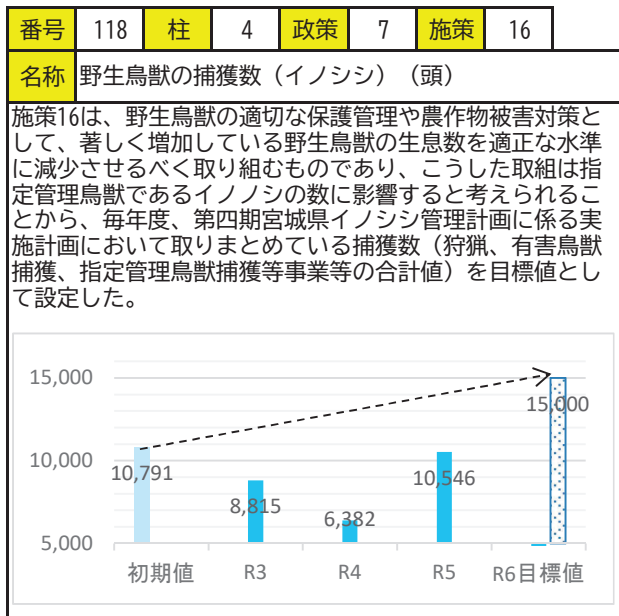 番号 118 柱 4 政策 7 施策 16
名称 野生鳥獣の捕獲数（イノシシ）（頭）
施策16は、野生鳥獣の適切な保護管理や農作物被害対策と
して、著しく増加している野生鳥獣の生息数を適正な水準
に減少させるべく取り組むものであり、こうした取組は指
定管理鳥獣であるイノノシの数に影響すると考えられるこ
とから、毎年度、第四期宮城県イノシシ管理計画に係る実
施計画において取りまとめている捕獲数（狩猟、有害鳥獣
捕獲、指定管理鳥獣捕獲等事業等の合計値）を目標値とし
て設定した。
15,000
15,000
10,000
10,791
10,546
8,815
6,382
5,000
初期値 R3 R4 R5 R6目標値